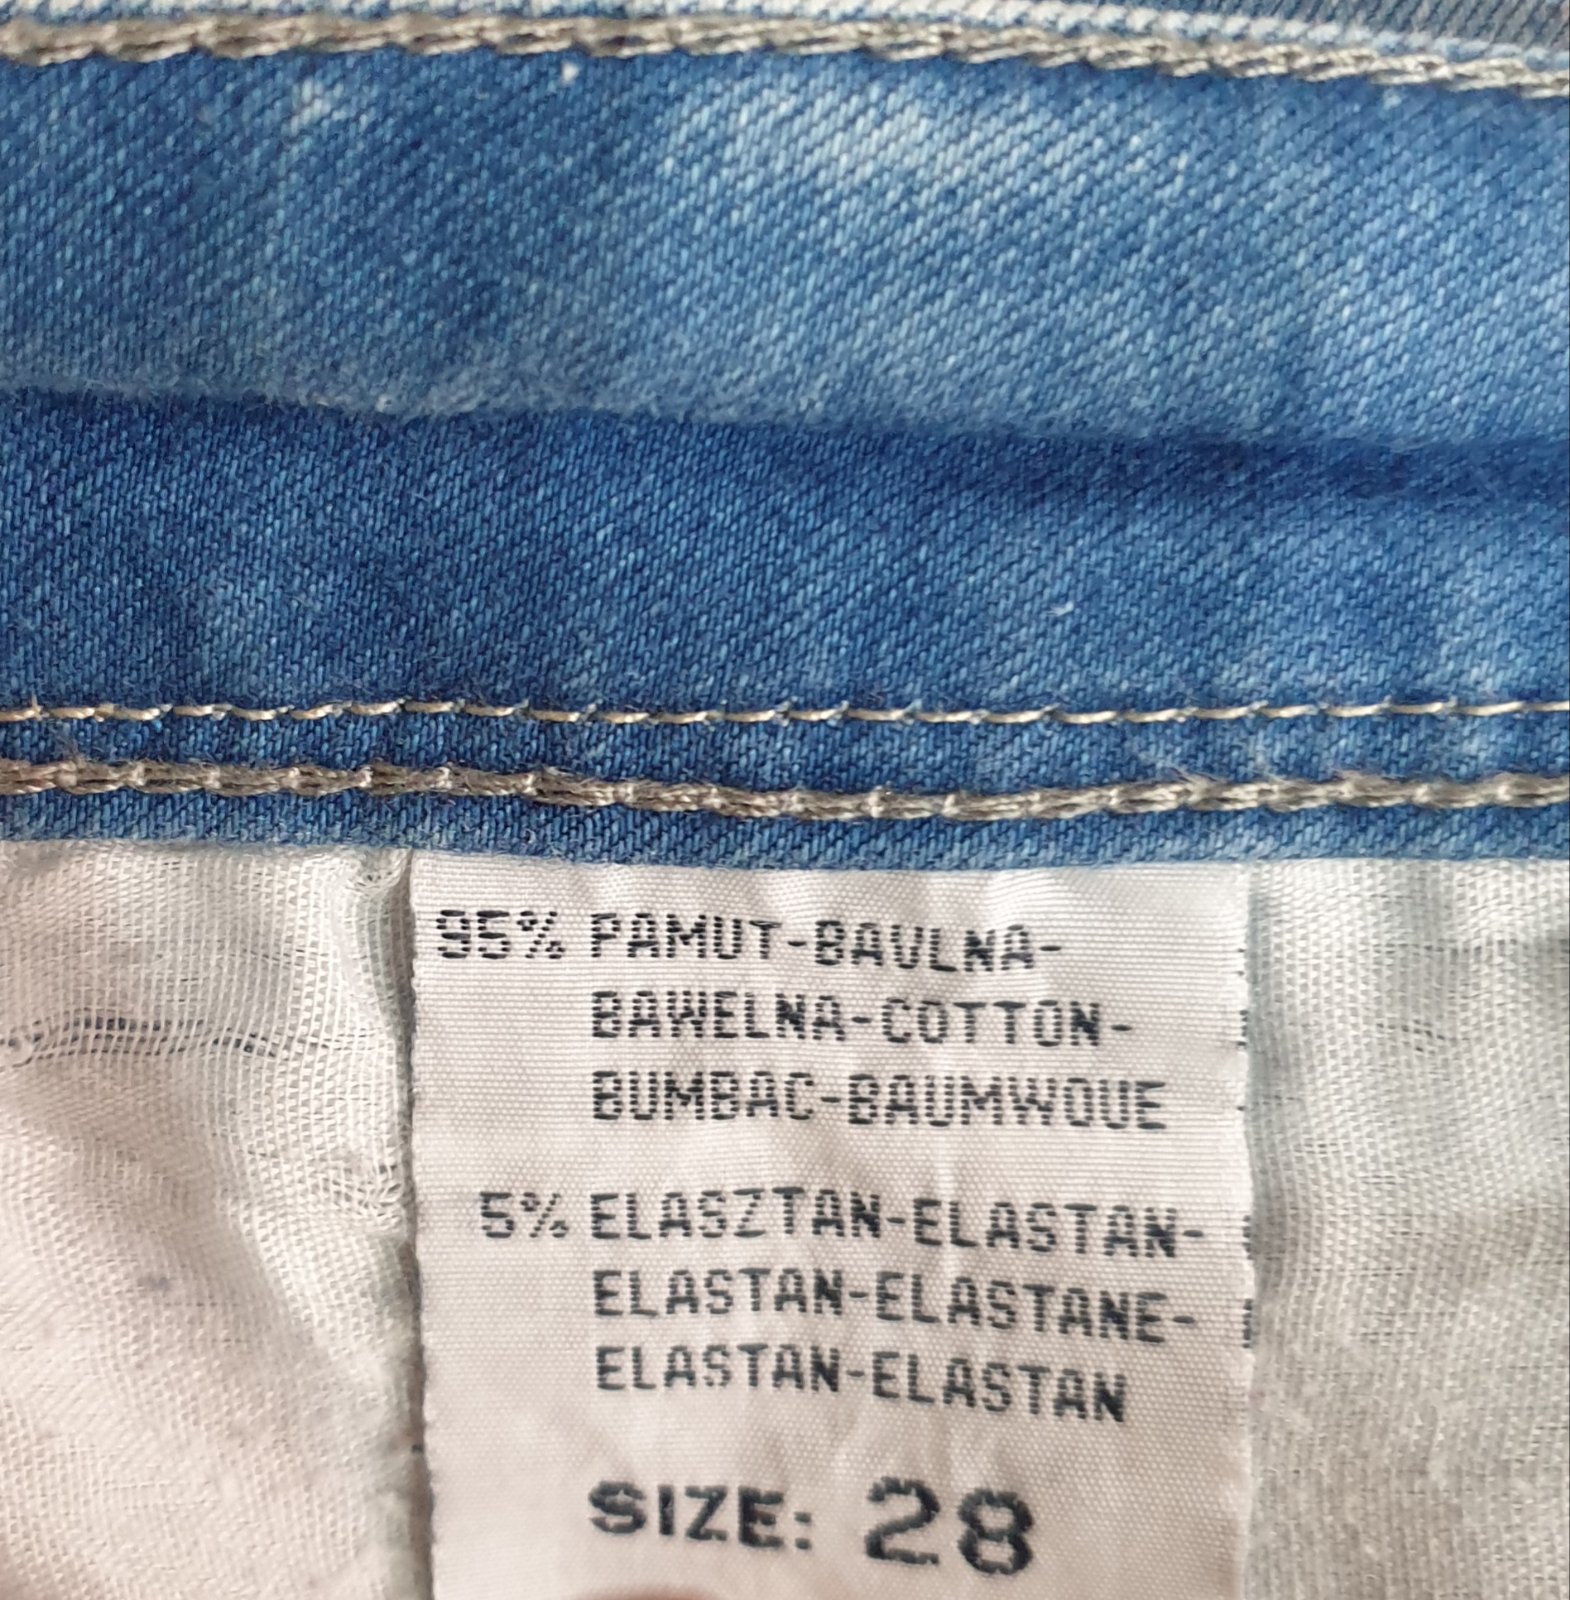 95% PAMUT-BAVLNA-
BAWELNA-COTTON-
BUMBAC-BAUMWOUE
5% ELASZTAN-ELASTAN-
ELASTAN-ELASTANE-
ELASTAN-ELASTAN
SIZE: 28